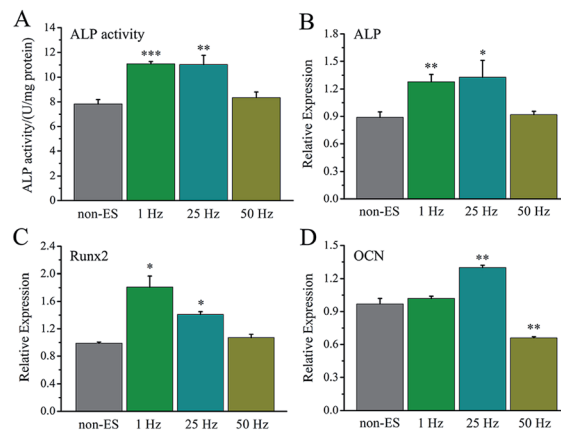 A
ALP activity
ALP activity/(U/mg protein)
14
12
10
8
6
4
2
0
***
**
non-ES 1 Hz 25 Hz 50 Hz
B
ALP
Relative Expression
1.8
1.5
1.2
0.9
0.6
0.3
0.0
**
*
non-ES 1 Hz 25 Hz 50 Hz
C
Runx2
Relative Expression
2.4
2.0
1.6
1.2
0.8
0.4
0.0
*
*
non-ES 1 Hz 25 Hz 50 Hz
D
OCN
Relative Expression
1.5
1.2
0.9
0.6
0.3
0.0
**
**
non-ES 1 Hz 25 Hz 50 Hz